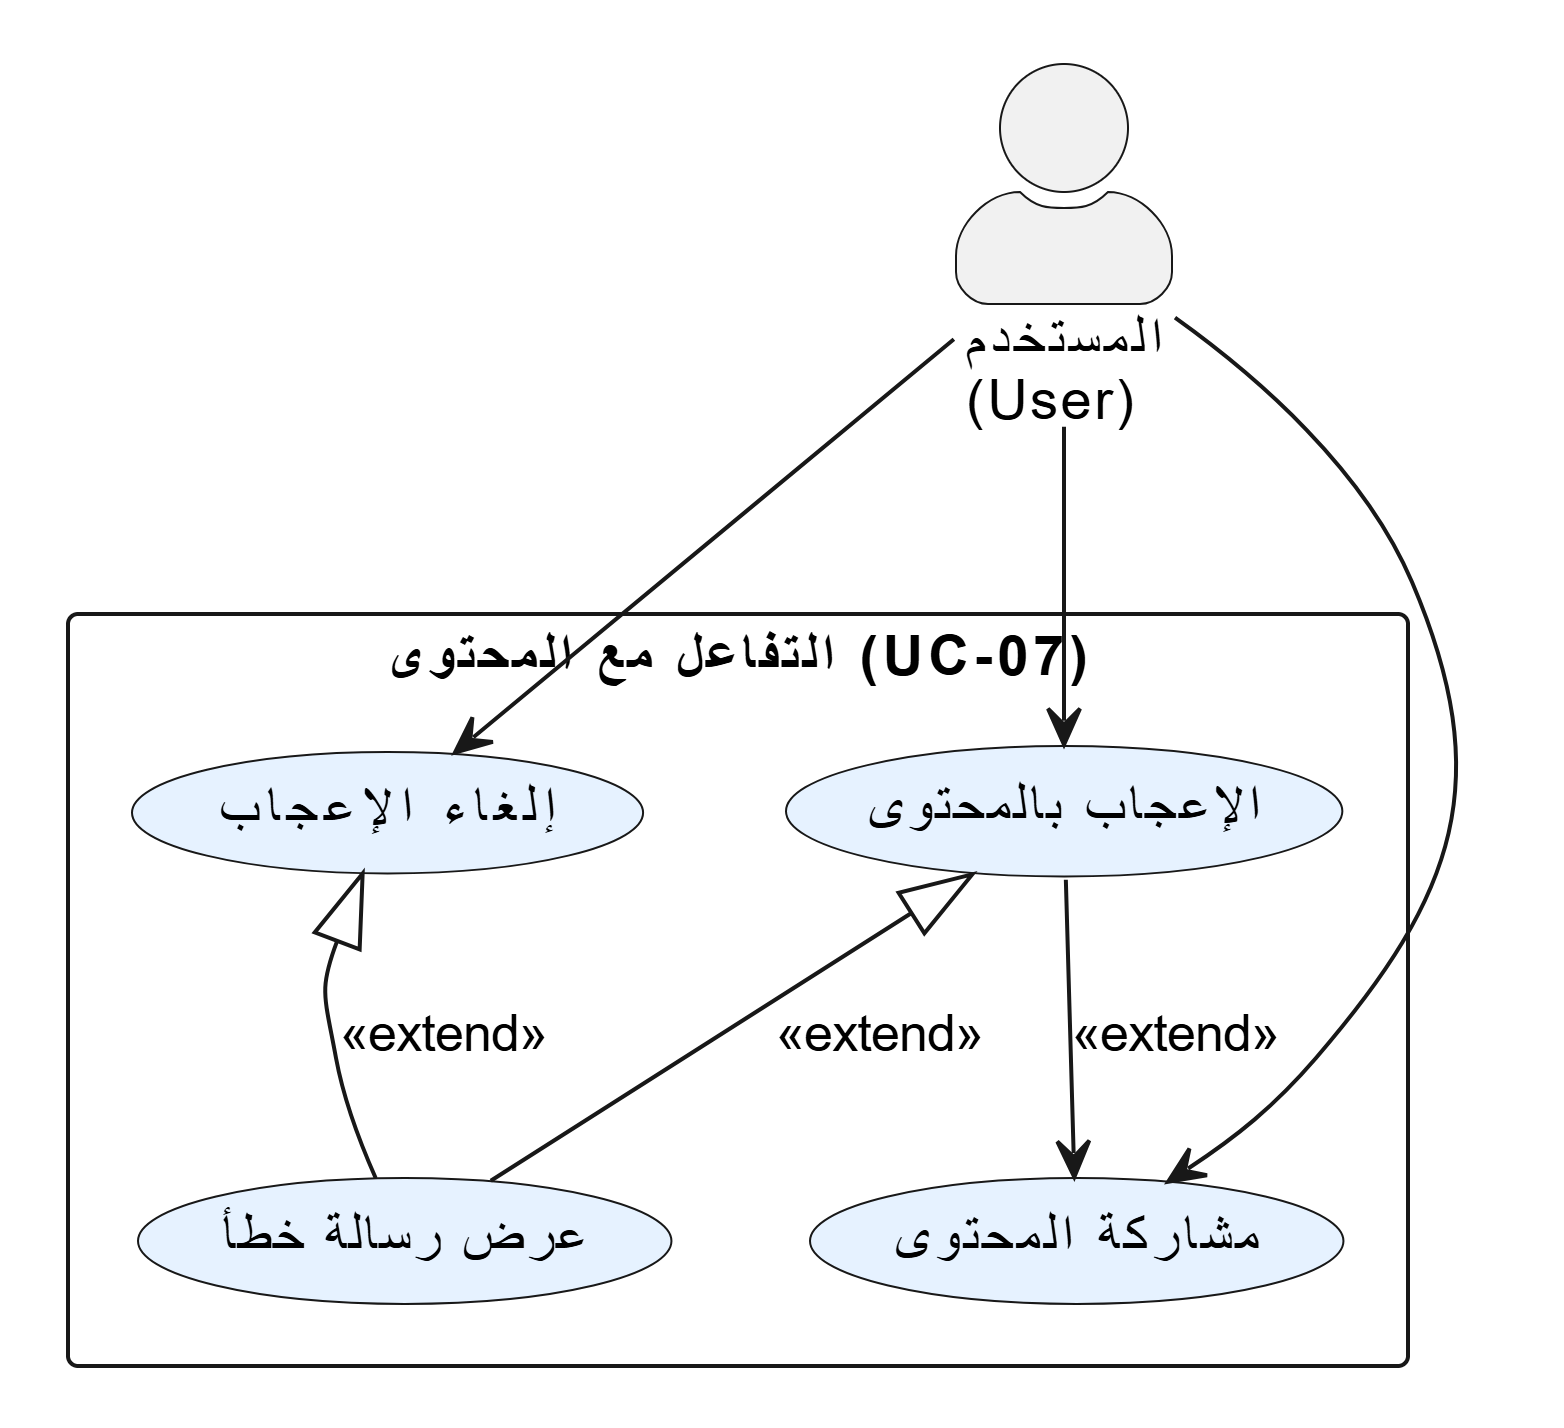 المستخدم
(User)
التفاعل مع المحتوى (UC-07)
إلغاء الإعجاب
الإعجاب بالمحتوى
«extend»
«extend»
«extend»
عرض رسالة خطأ
مشاركة المحتوى